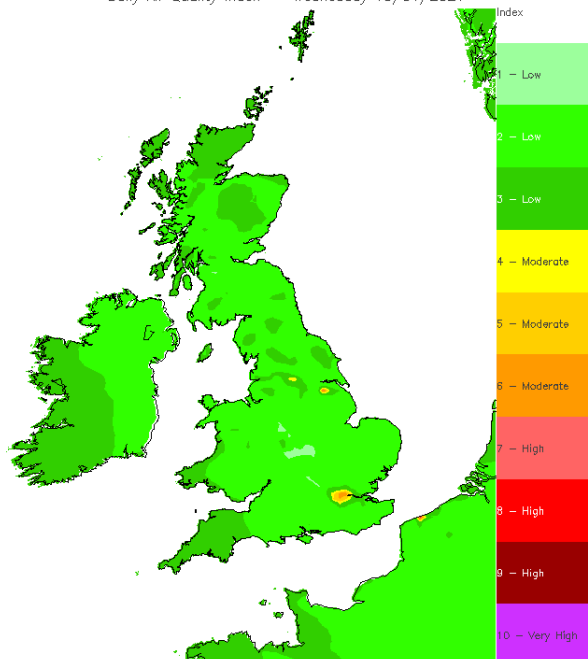 Index
1 - Low
2 - Low
3 - Low
4 - Moderate
5 - Moderate
6 - Moderate
7 - High
8 - High
9 - High
10 - Very High